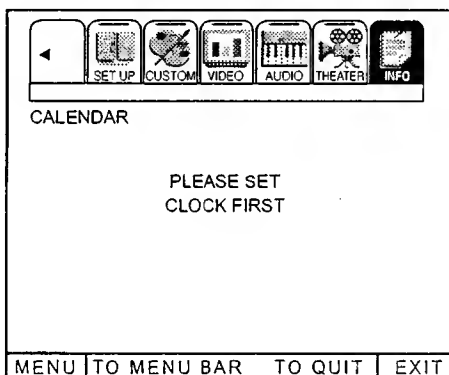 SET UP CUSTOM VIDEO AUDIO THEATER INFO
CALENDAR
PLEASE SET
CLOCK FIRST
MENU TO MENU BAR TO QUIT EXIT